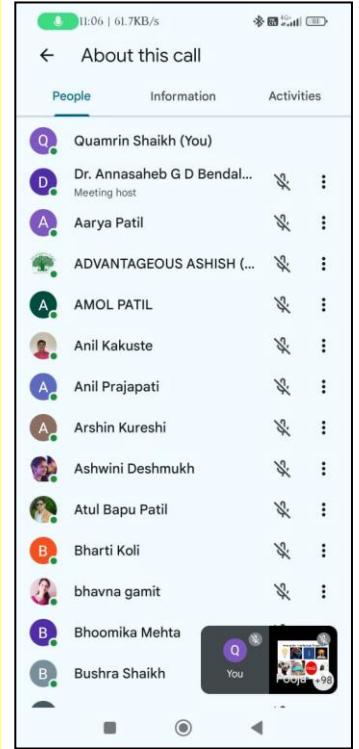 11:06 | 61.7KB/s
4G+
About this call
People Information Activities
Q Quamrin Shaikh (You)
D Dr. Annasaheb G D Bendal...
Meeting host
A Aarya Patil
ADVANTAGEOUS ASHISH (...
A AMOL PATIL
Anil Kakuste
A Anil Prajapati
A Arshin Kureshi
Ashwini Deshmukh
Atul Bapu Patil
B Bharti Koli
bhavna gamit
B Bhoomika Mehta
B Bushra Shaikh
Q
You
Pooja +98